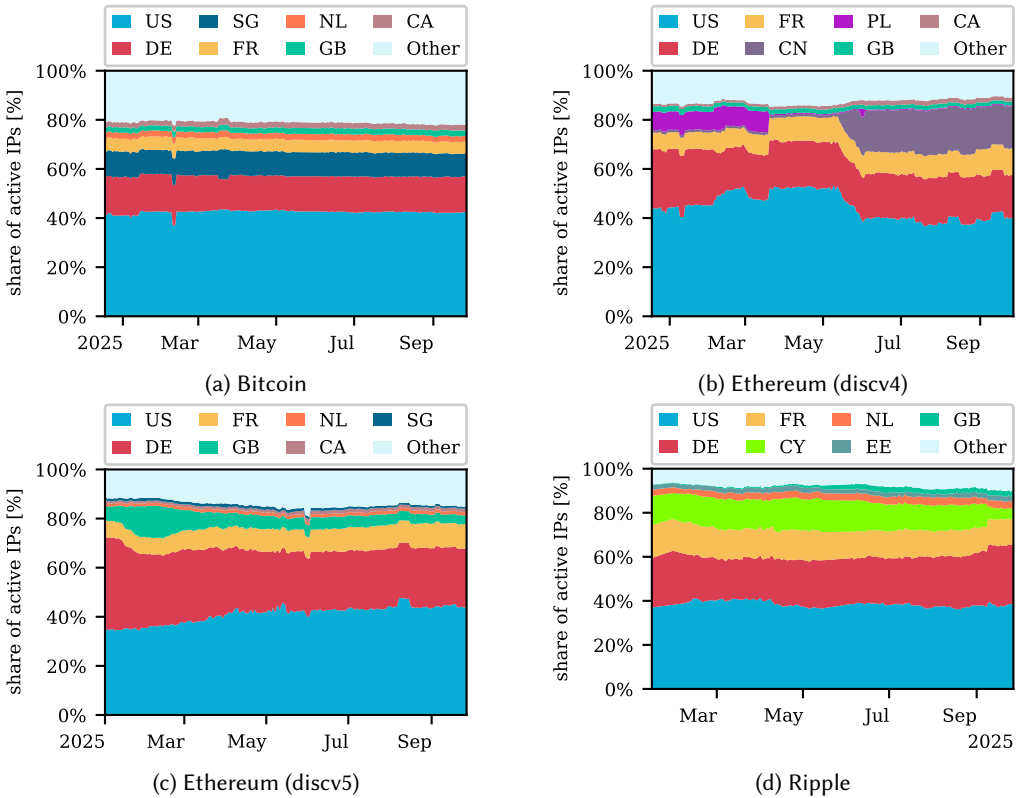 US SG NL CA
DE FR GB Other
100%
80%
60%
40%
20%
0%
share of active IPs [%]
2025 Mar May Jul Sep
(a) Bitcoin
US FR PL CA
DE CN GB Other
100%
80%
60%
40%
20%
0%
share of active IPs [%]
2025 Mar May Jul Sep
(b) Ethereum (discv4)
US FR NL SG
DE GB CA Other
100%
80%
60%
40%
20%
0%
share of active IPs [%]
2025 Mar May Jul Sep
(c) Ethereum (discv5)
US FR NL GB
DE CY EE Other
100%
80%
60%
40%
20%
0%
share of active IPs [%]
Mar May Jul Sep
2025
(d) Ripple